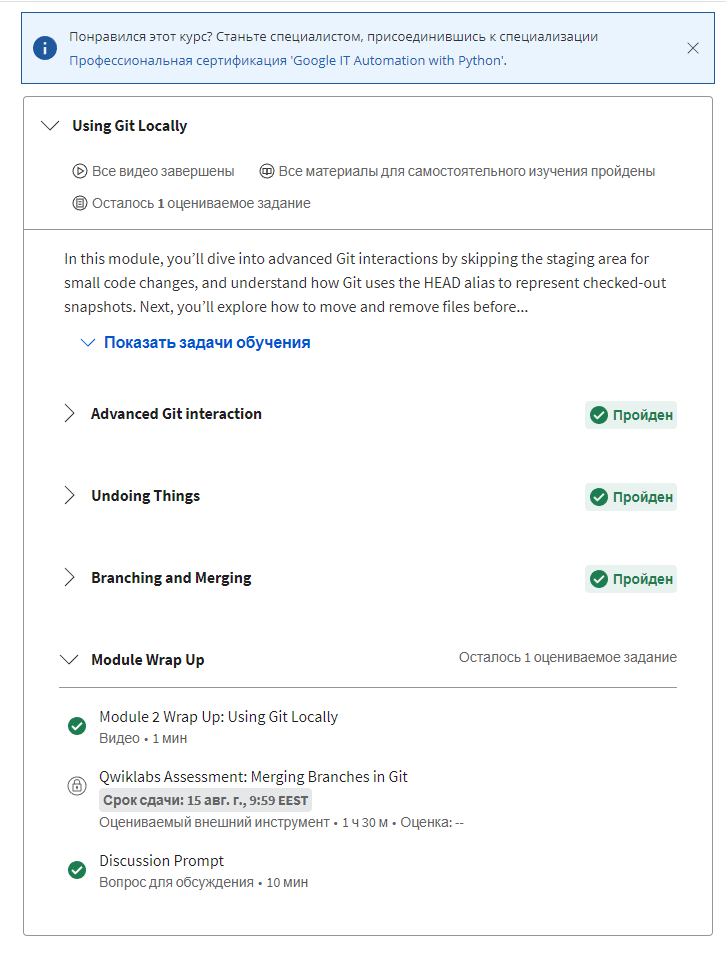 Понравился этот курс? Станьте специалистом, присоединившись к специализации
Профессиональная сертификация 'Google IT Automation with Python'.
Using Git Locally
Все видео завершены Все материалы для самостоятельного изучения пройдены
Осталось 1 оцениваемое задание
In this module, you’ll dive into advanced Git interactions by skipping the staging area for
small code changes, and understand how Git uses the HEAD alias to represent checked-out
snapshots. Next, you’ll explore how to move and remove files before...
Показать задачи обучения
Advanced Git interaction Пройден
Undoing Things Пройден
Branching and Merging Пройден
Module Wrap Up Осталось 1 оцениваемое задание
Module 2 Wrap Up: Using Git Locally
Видео • 1 мин
Qwiklabs Assessment: Merging Branches in Git
Срок сдачи: 15 авг. г., 9:59 EEST
Оцениваемый внешний инструмент • 1 ч 30 м • Оценка: --
Discussion Prompt
Вопрос для обсуждения • 10 мин